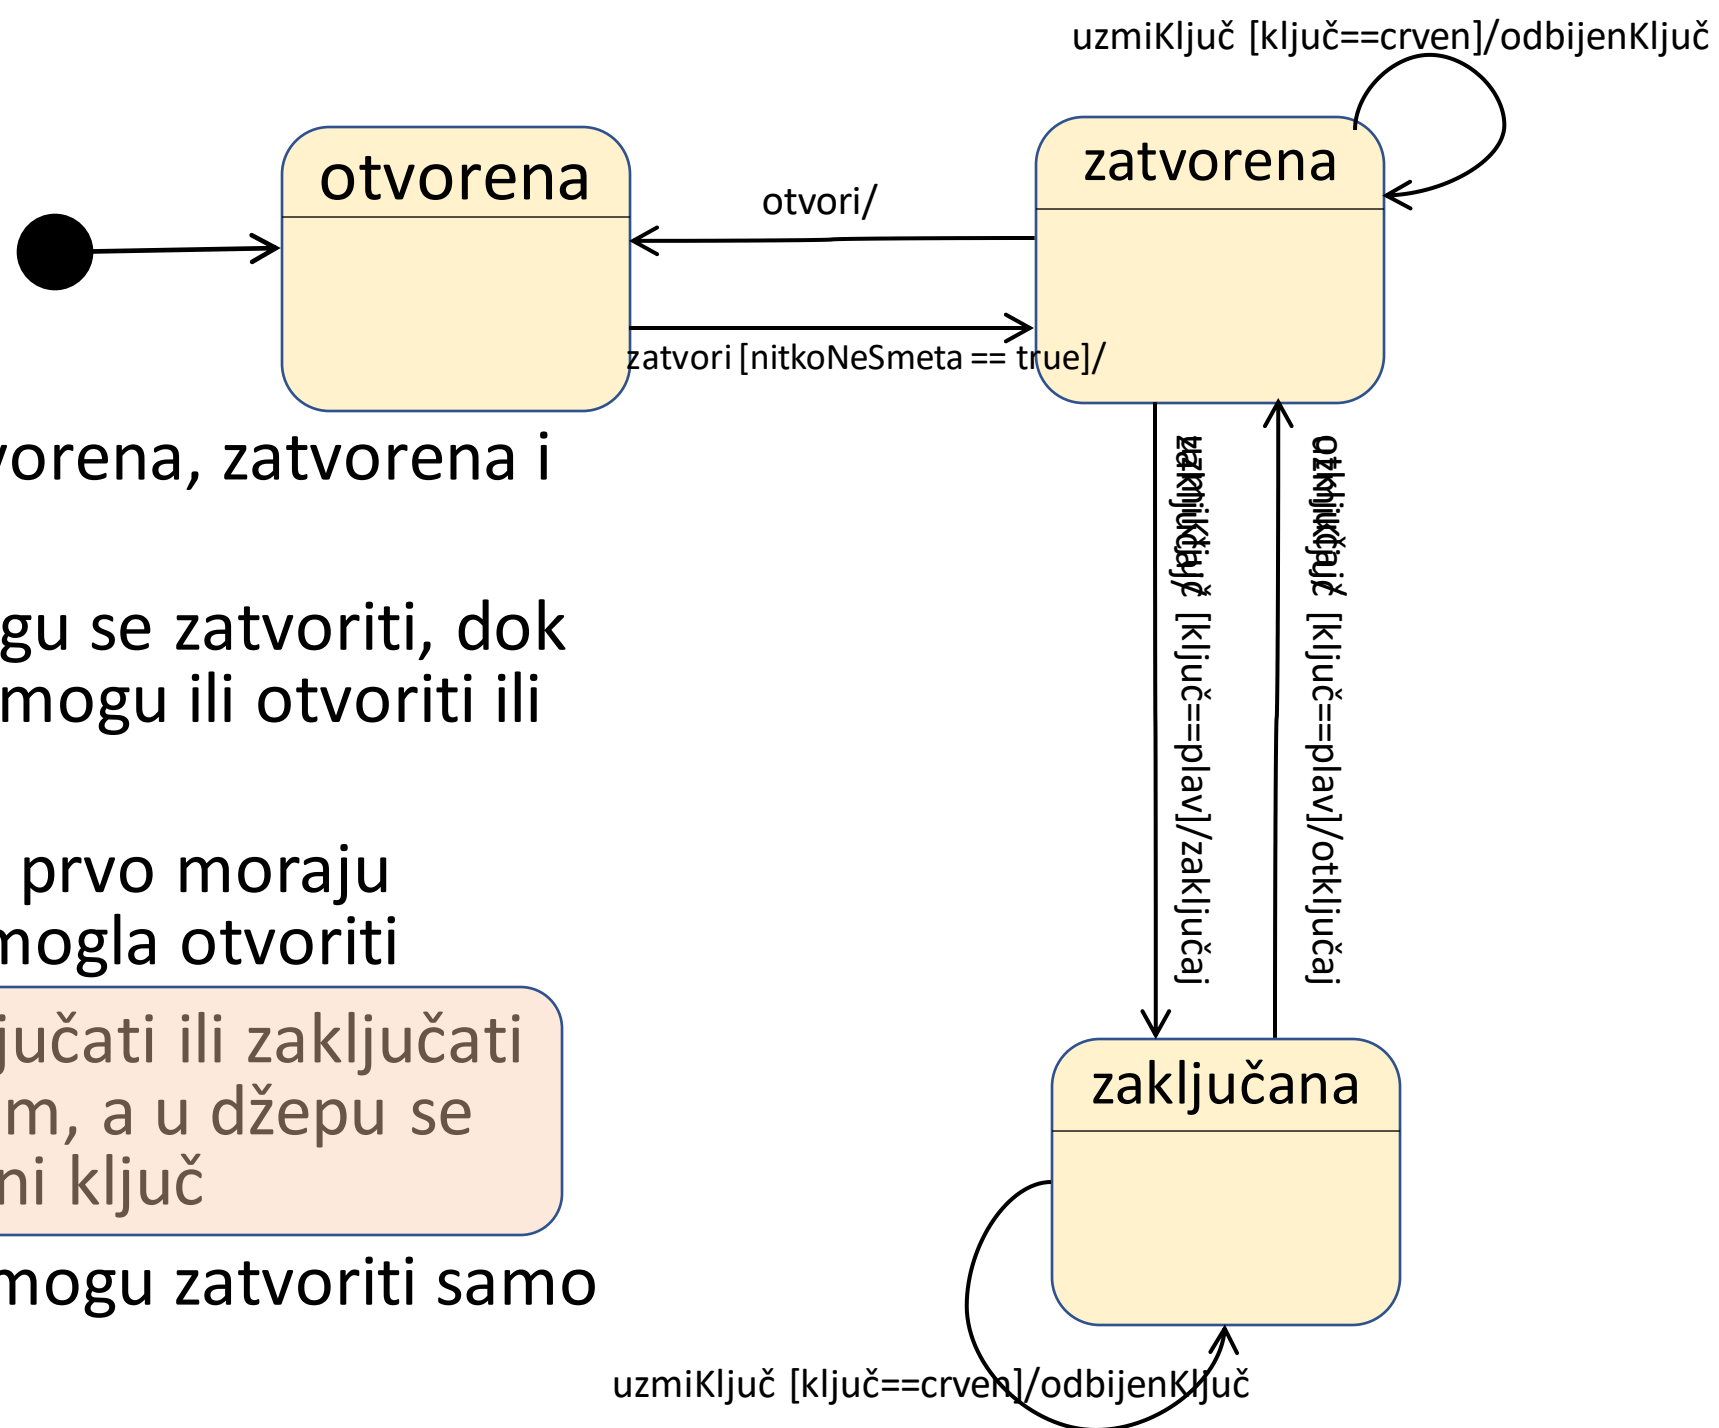 uzmiKljuč [ključ==crven]/odbijenKljuč
otvorena
zatvorena
otvori/
zatvori [nitkoNeSmeta == true]/
vorena, zatvorena i
gu se zatvoriti, dok
mogu ili otvoriti ili
prvo moraju
mogla otvoriti
jučati ili zaključati
m, a u džepu se
ni ključ
mogu zatvoriti samo
[ključ==plav]/zaključaj
[ključ==plav]/otključaj
zaključana
uzmiKljuč [ključ==crven]/odbijenKljuč